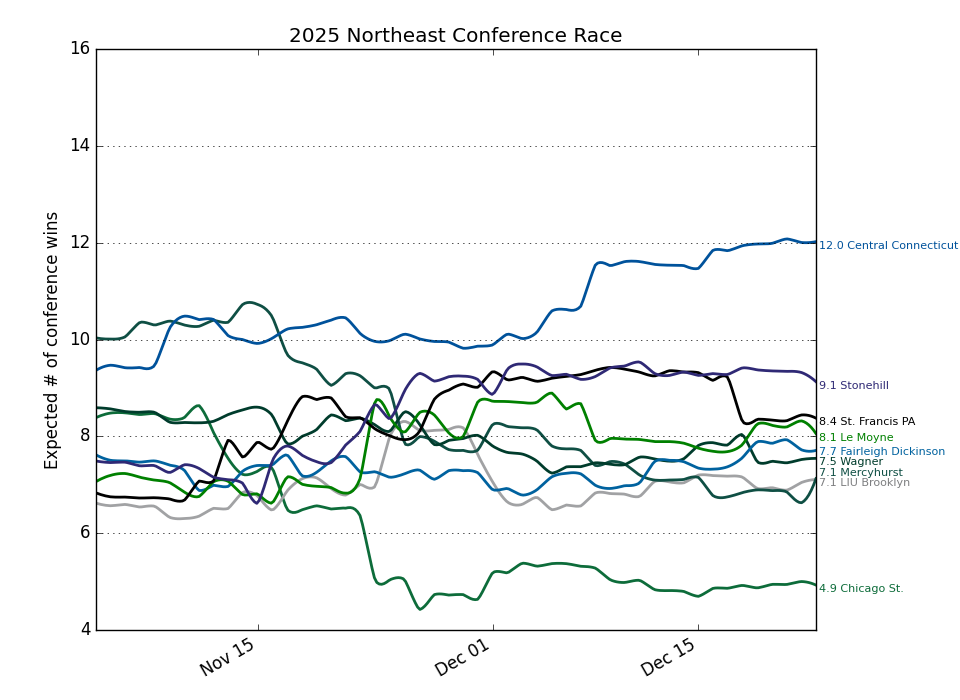 2025 Northeast Conference Race
Expected # of conference wins
16
14
12
10
8
6
4
Nov 15
Dec 01
Dec 15
12.0 Central Connecticut
9.1 Stonehill
8.4 St. Francis PA
8.1 Le Moyne
7.7 Fairleigh Dickinson
7.5 Wagner
7.1 Mercyhurst
7.1 LIU Brooklyn
4.9 Chicago St.